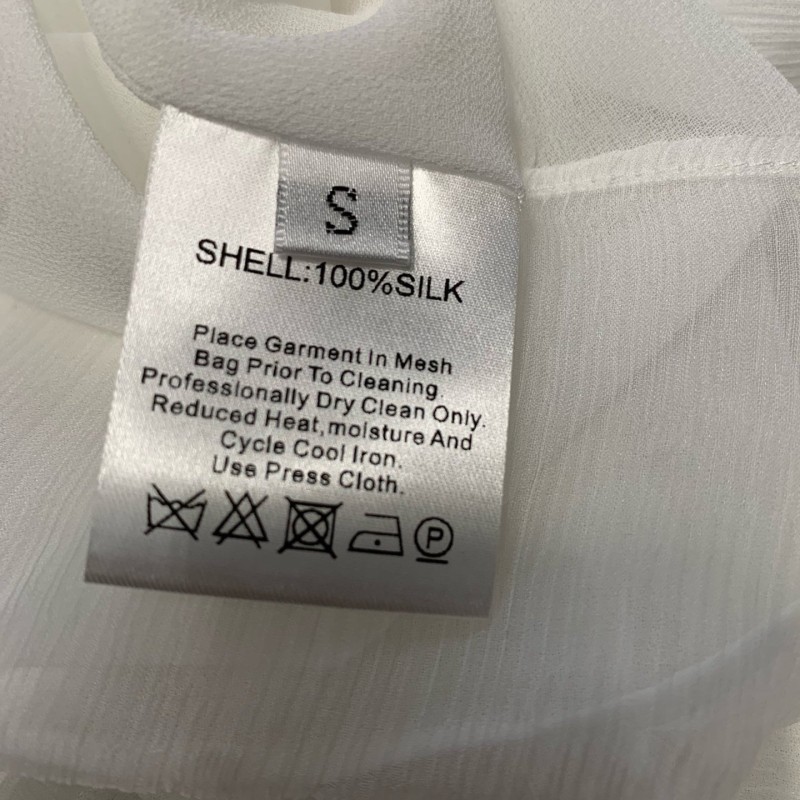 S
SHELL:100%SILK
Place Garment In Mesh
Bag Prior To Cleaning.
Professionally Dry Clean Only.
Reduced Heat,moisture And
Cycle Cool Iron.
Use Press Cloth.
P